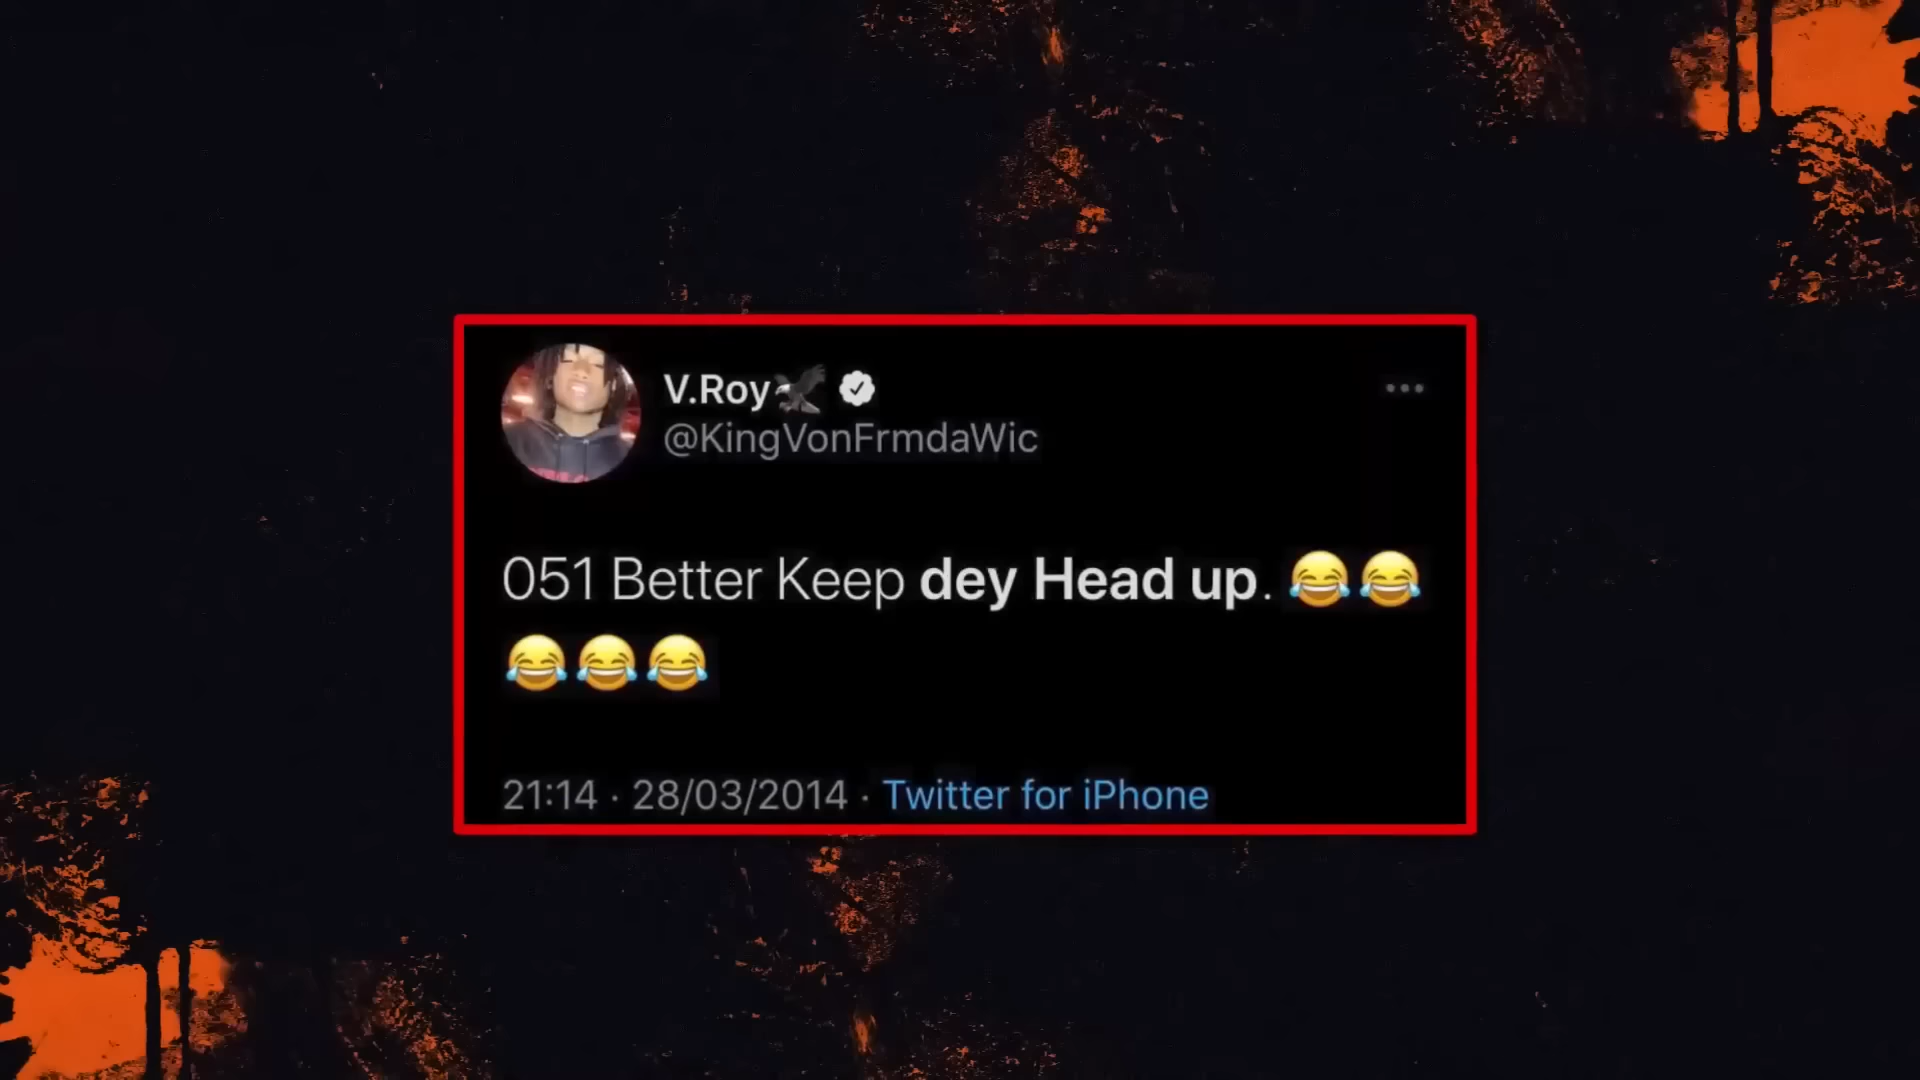 V.Roy🦅
@KingVonFrmdaWic
051 Better Keep dey Head up. 😂😂
😂😂😂
21:14 · 28/03/2014 · Twitter for iPhone